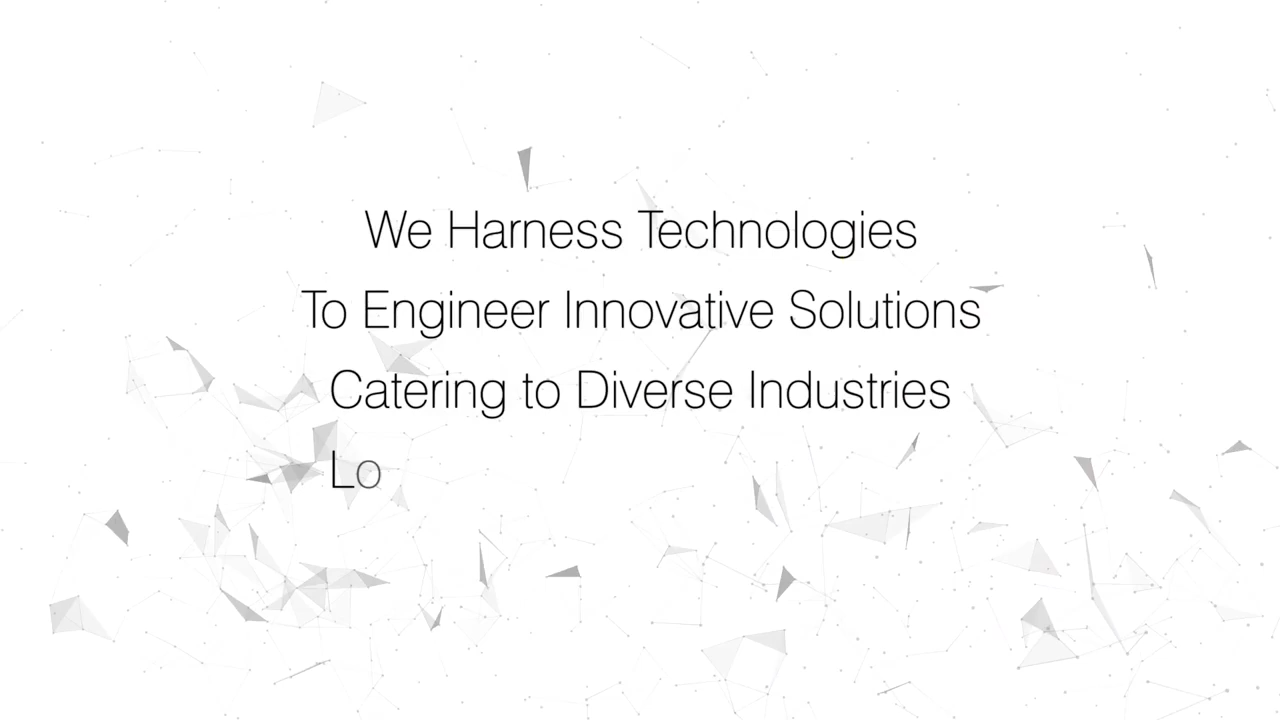 We Harness Technologies
To Engineer Innovative Solutions
Catering to Diverse Industries
Lo